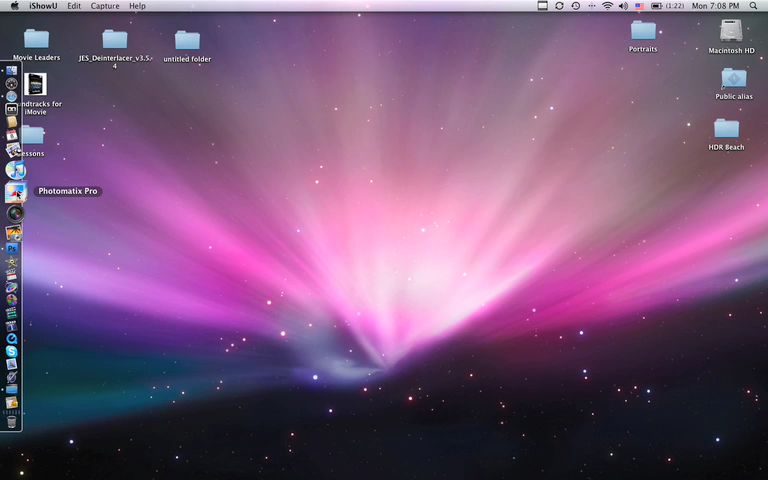 iShowU Edit Capture Help (1:22) Mon 7:08 PM
Movie Leaders
JES_Deinterlacer_v3.5.
4
untitled folder
Portraits
Macintosh HD
ndtracks for
iMovie
Public alias
essons
HDR Beach
Photomatix Pro
Ps